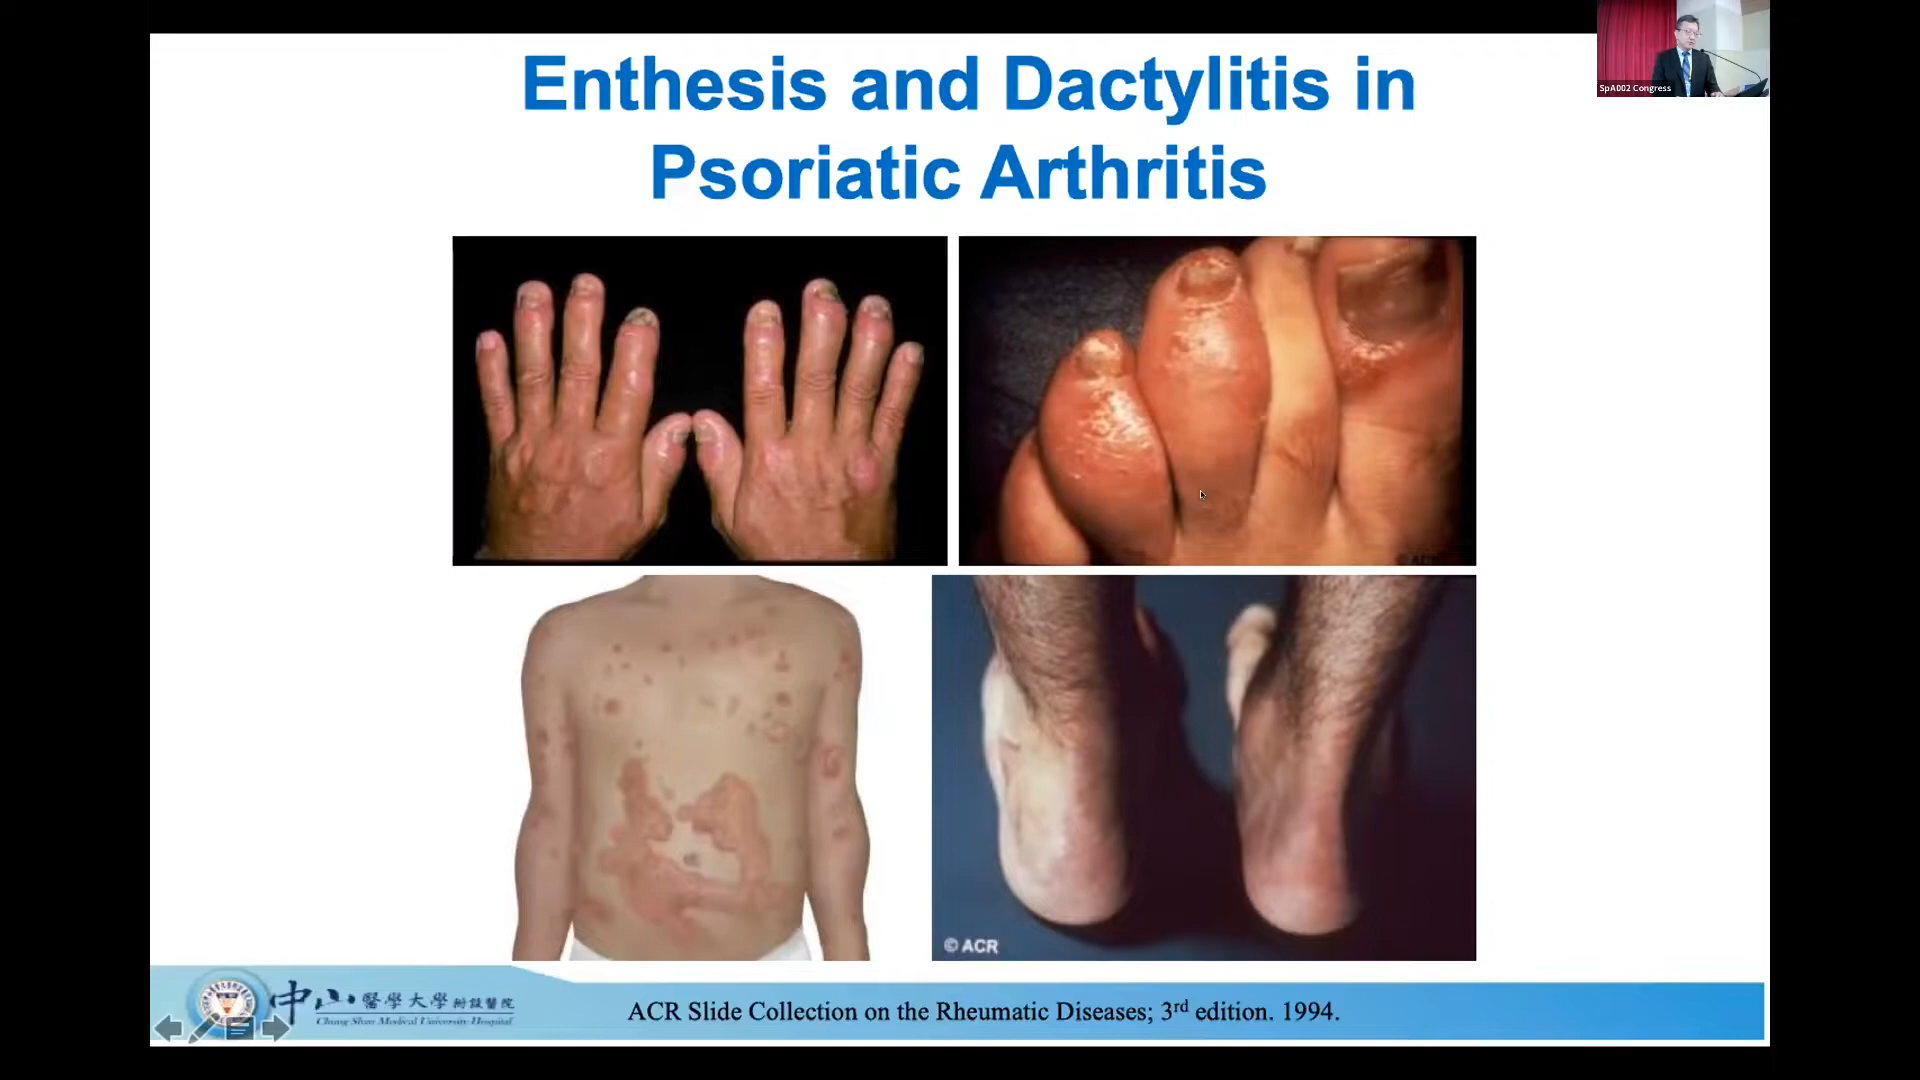 Enthesis and Dactylitis in
Psoriatic Arthritis
SpA002 Congress
© ACR
© ACR
中山醫學大學附設醫院
Chung Shan Medical University Hospital
ACR Slide Collection on the Rheumatic Diseases; 3rd edition. 1994.